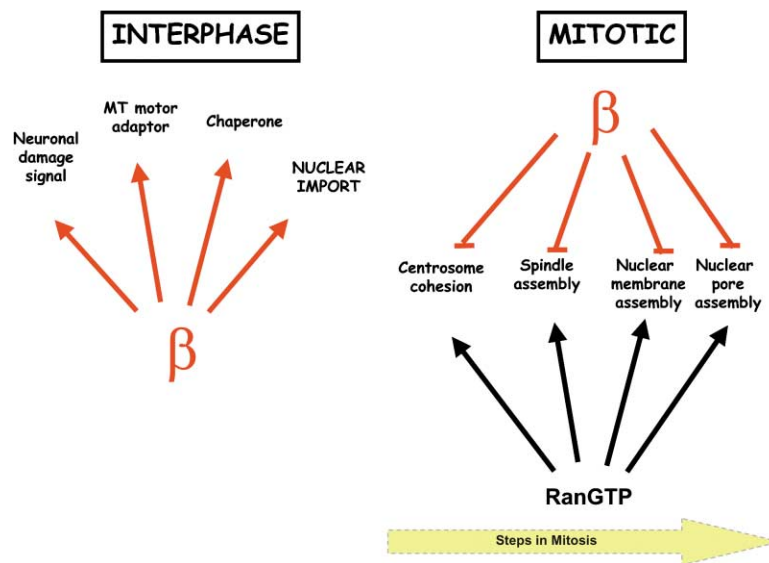 INTERPHASE
Neuronal
damage
signal
MT motor
adaptor
Chaperone
NUCLEAR
IMPORT
β
MITOTIC
β
Centrosome
cohesion
Spindle
assembly
Nuclear
membrane
assembly
Nuclear
pore
assembly
RanGTP
Steps in Mitosis